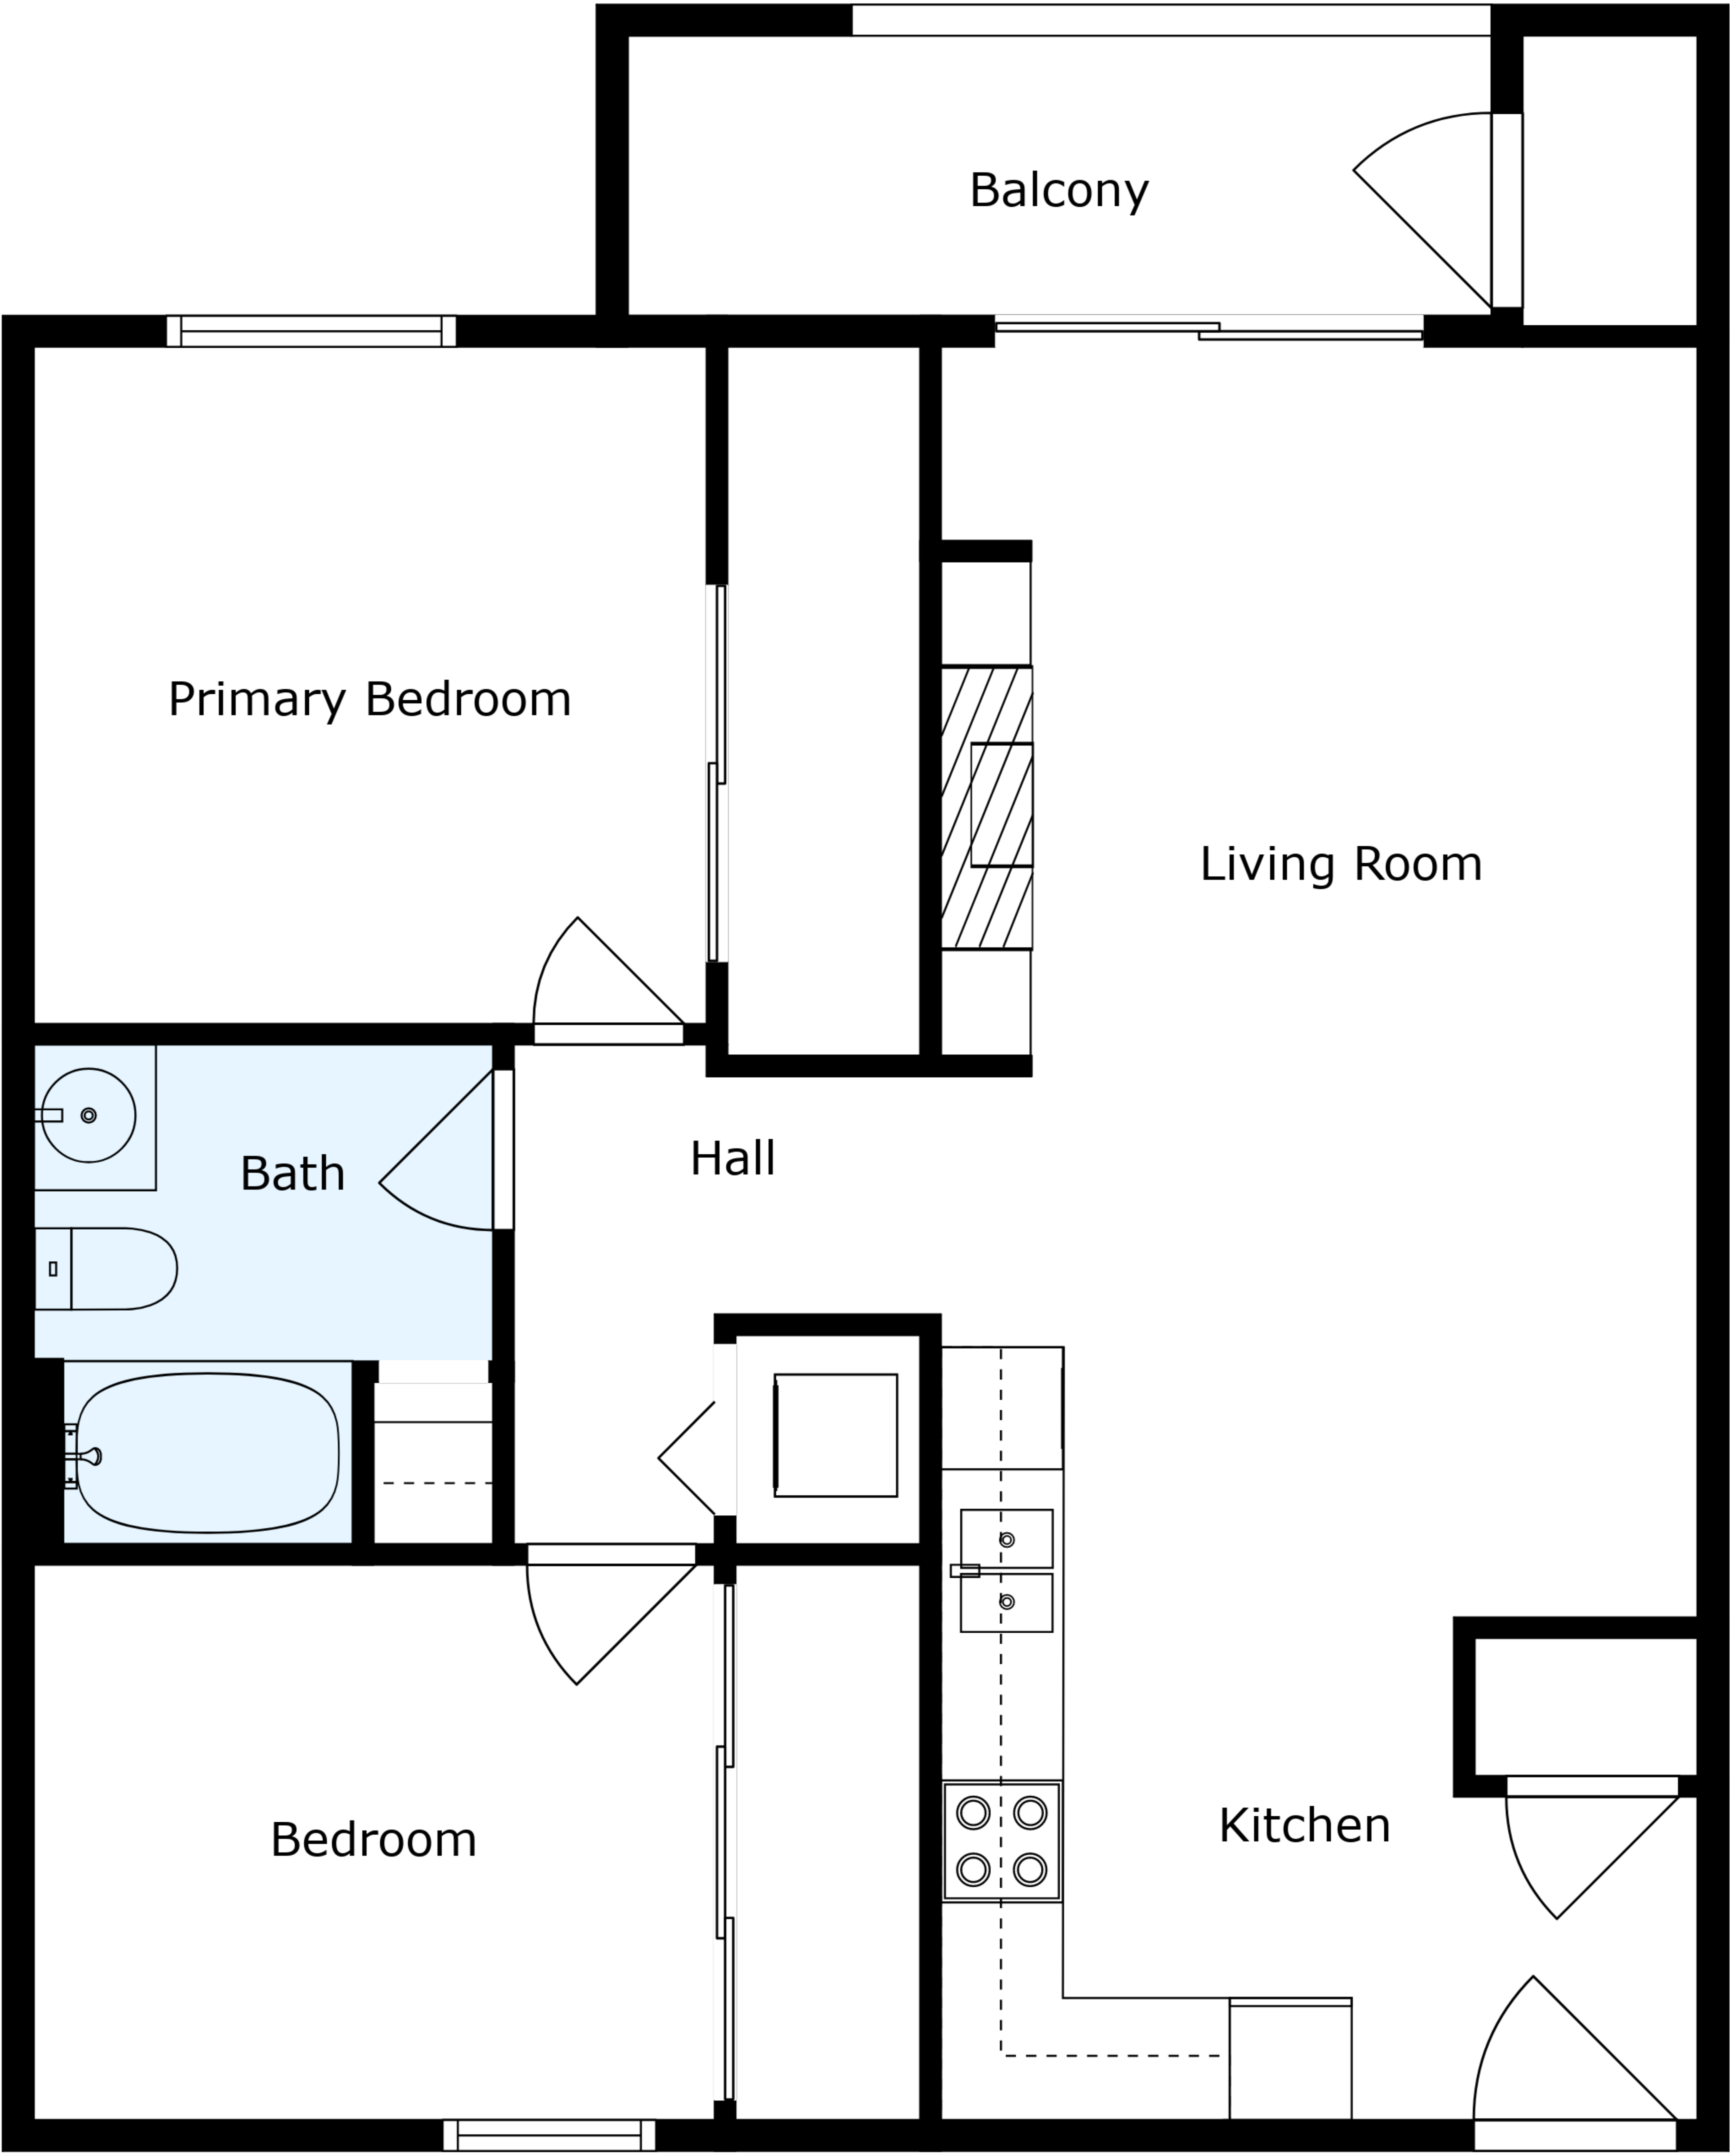 Balcony
Primary Bedroom
Living Room
Hall
Bath
Kitchen
Bedroom